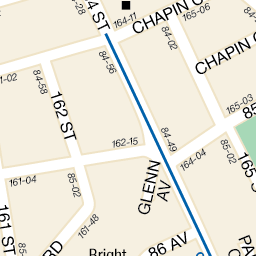 4 ST
164-11
CHAPIN
165-06
84-02
CHAPIN
84-56
1-02
84-58
162 ST
165-03
85
84-49
162-15
164-04
85-02
165
161-04
85-02
GLENN
AV
161 ST
161-48
RD
86 AV
Bright